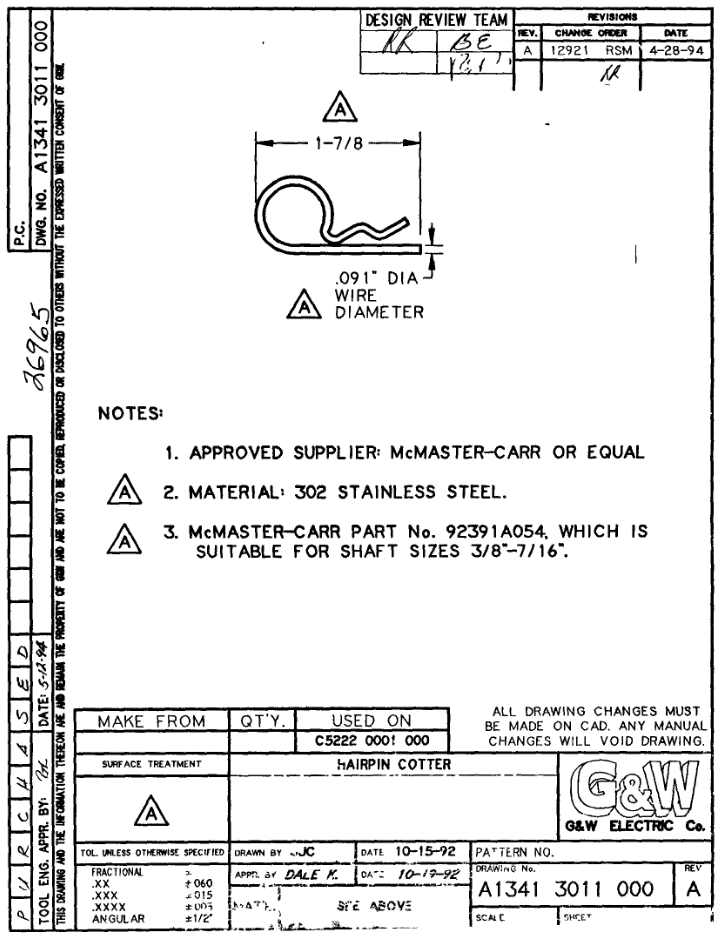 DESIGN REVIEW TEAM
RR BE
REVISIONS
REV. CHANGE ORDER DATE
A 12921 RSM 4-28-94
RR
A
1-7/8
.091" DIA
WIRE
DIAMETER
A
P.C.
DWG. NO. A1341 3011 000
26965
THIS DRAWING AND THE INFORMATION THEREON ARE AND REMAIN THE PROPERTY OF G&W AND ARE NOT TO BE COPIED, REPRODUCED OR DISCLOSED TO OTHERS WITHOUT THE EXPRESSED WRITTEN CONSENT OF G&W.
PURCHASED
TOOL ENG. APPR. BY: DATE: 5-12-94
NOTES:
1. APPROVED SUPPLIER: McMASTER-CARR OR EQUAL
A 2. MATERIAL: 302 STAINLESS STEEL.
A 3. McMASTER-CARR PART No. 92391A054, WHICH IS
SUITABLE FOR SHAFT SIZES 3/8"-7/16".
ALL DRAWING CHANGES MUST
BE MADE ON CAD. ANY MANUAL
CHANGES WILL VOID DRAWING.
MAKE FROM QT'Y. USED ON
C5222 0001 000
SURFACE TREATMENT
A
HAIRPIN COTTER
G&W
G&W ELECTRIC Co.
TOL. UNLESS OTHERWISE SPECIFIED
FRACTIONAL ±
.XX ±.060
.XXX ±.015
.XXXX ±.005
ANGULAR ±1/2°
DRAWN BY JC DATE 10-15-92
APPR. BY DALE K. DATE 10-19-92
MAT'L. SEE ABOVE
PATTERN NO.
DRAWING No. REV
A1341 3011 000 A
SCALE SHEET